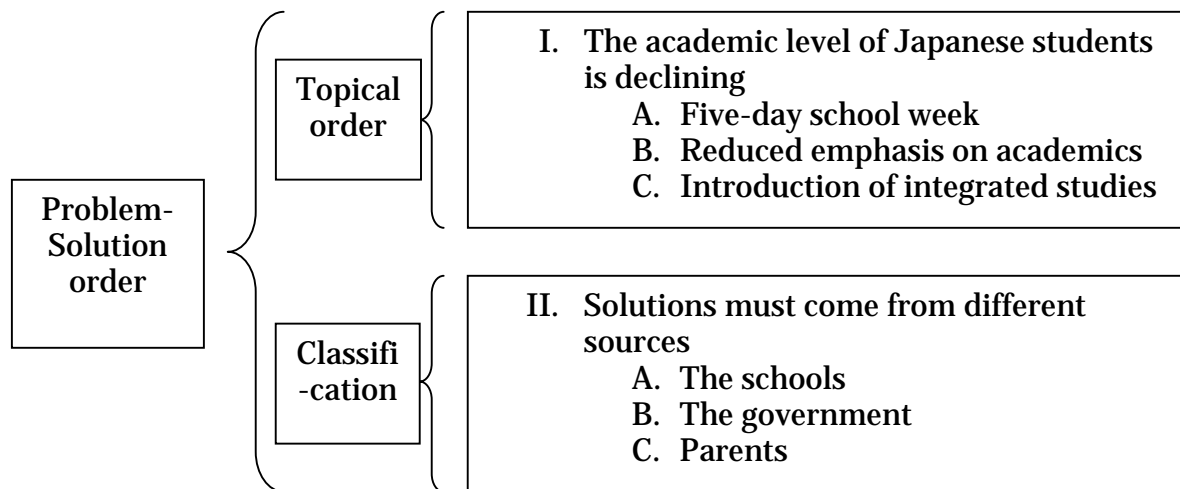 Problem-
Solution
order
Topical
order
I. The academic level of Japanese students
is declining
A. Five-day school week
B. Reduced emphasis on academics
C. Introduction of integrated studies
Classifi
-cation
II. Solutions must come from different
sources
A. The schools
B. The government
C. Parents